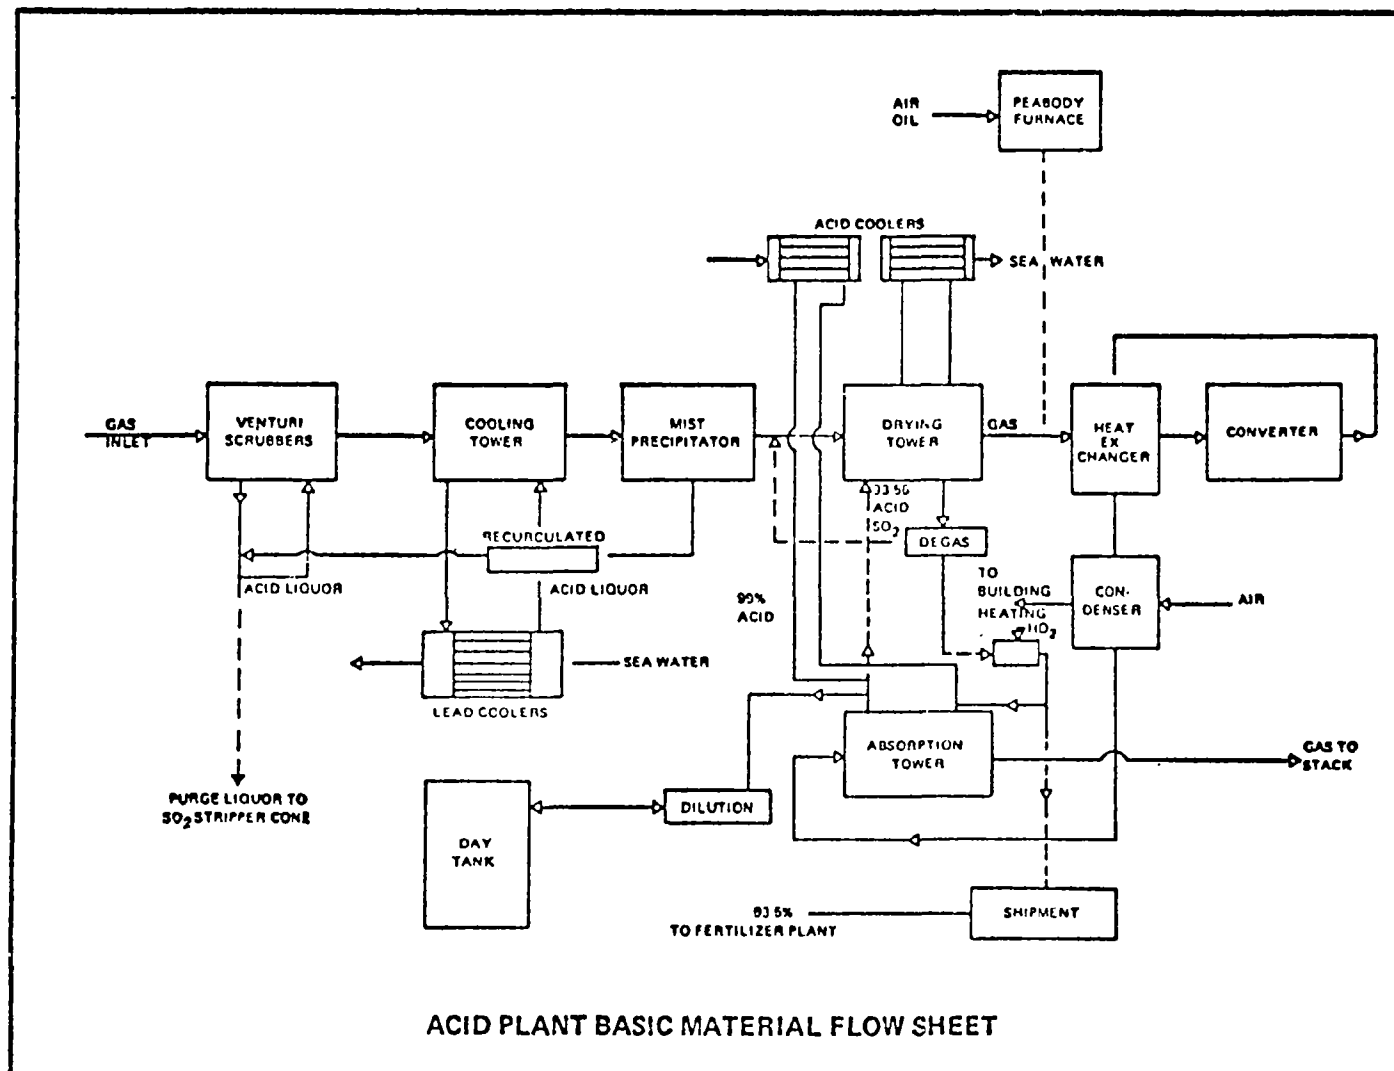 PEABODY
FURNACE
AIR
OIL
ACID COOLERS
SEA WATER
GAS
INLET
VENTURI
SCRUBBERS
COOLING
TOWER
MIST
PRECIPITATOR
DRYING
TOWER
GAS
HEAT
EX
CHANGER
CONVERTER
ACID
SO2
DEGAS
RECURCULATED
ACID LIQUOR
ACID LIQUOR
99%
ACID
TO
BUILDING
HEATING
CON-
DENSER
AIR
SEA WATER
LEAD COOLERS
ABSORPTION
TOWER
GAS TO
STACK
PURGE LIQUOR TO
SO2 STRIPPER CONE
DILUTION
DAY
TANK
93 5%
TO FERTILIZER PLANT
SHIPMENT
ACID PLANT BASIC MATERIAL FLOW SHEET